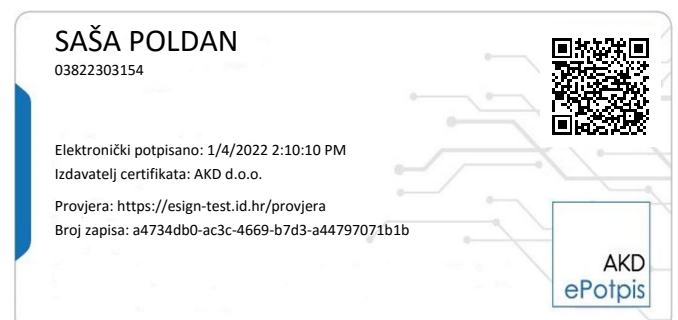 SAŠA POLDAN
03822303154
Elektronički potpisano: 1/4/2022 2:10:10 PM
Izdavatelj certifikata: AKD d.o.o.
Provjera: https://esign-test.id.hr/provjera
Broj zapisa: a4734db0-ac3c-4669-b7d3-a44797071b1b
AKD
ePotpis